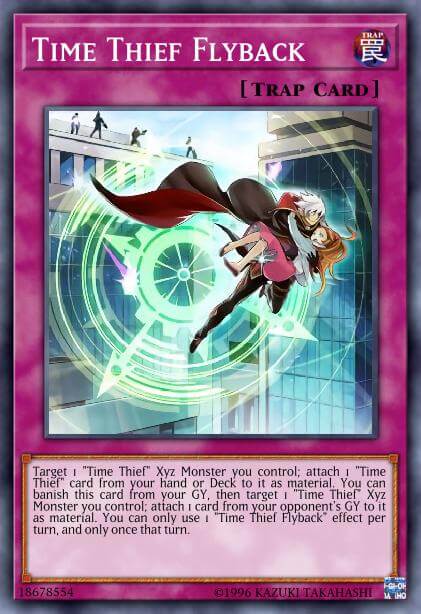 TIME THIEF FLYBACK
TRAP
罠
[TRAP CARD]
Target 1 "Time Thief" Xyz Monster you control; attach 1 "Time
Thief" card from your hand or Deck to it as material. You can
banish this card from your GY, then target 1 "Time Thief" Xyz
Monster you control; attach 1 card from your opponent's GY to it
as material. You can only use 1 "Time Thief Flyback" effect per
turn, and only once that turn.
18678554
©1996 KAZUKI TAKAHASHI